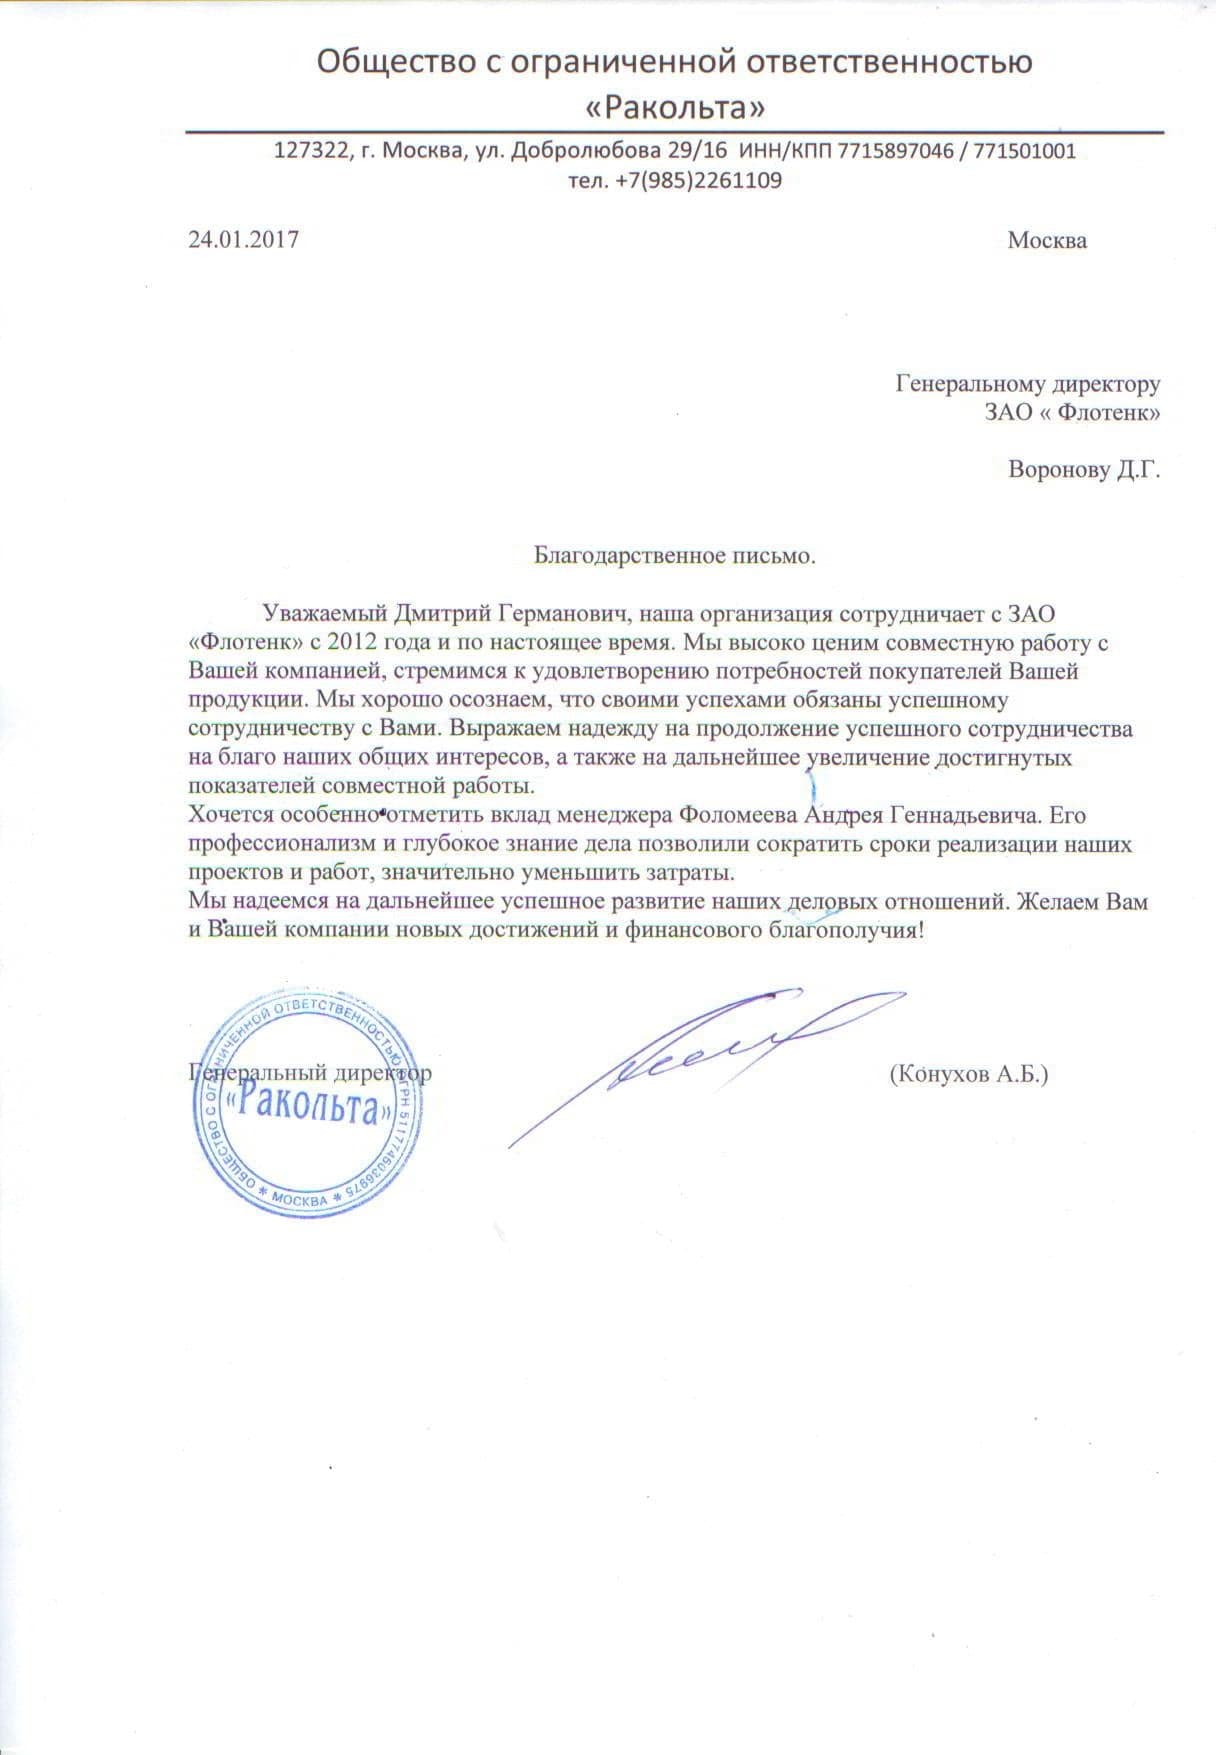 Общество с ограниченной ответственностью
«Ракольта»
127322, г. Москва, ул. Добролюбова 29/16 ИНН/КПП 7715897046 / 771501001
тел. +7(985)2261109
24.01.2017 Москва
Генеральному директору
ЗАО « Флотенк»
Воронову Д.Г.
Благодарственное письмо.
Уважаемый Дмитрий Германович, наша организация сотрудничает с ЗАО
«Флотенк» с 2012 года и по настоящее время. Мы высоко ценим совместную работу с
Вашей компанией, стремимся к удовлетворению потребностей покупателей Вашей
продукции. Мы хорошо осознаем, что своими успехами обязаны успешному
сотрудничеству с Вами. Выражаем надежду на продолжение успешного сотрудничества
на благо наших общих интересов, а также на дальнейшее увеличение достигнутых
показателей совместной работы.
Хочется особенно отметить вклад менеджера Фоломеева Андрея Геннадьевича. Его
профессионализм и глубокое знание дела позволили сократить сроки реализации наших
проектов и работ, значительно уменьшить затраты.
Мы надеемся на дальнейшее успешное развитие наших деловых отношений. Желаем Вам
и Вашей компании новых достижений и финансового благополучия!
Генеральный директор (Конухов А.Б.)
ОБЩЕСТВО С ОГРАНИЧЕННОЙ ОТВЕТСТВЕННОСТЬЮ ОГРН 5117746036975
«Ракольта»
* МОСКВА *